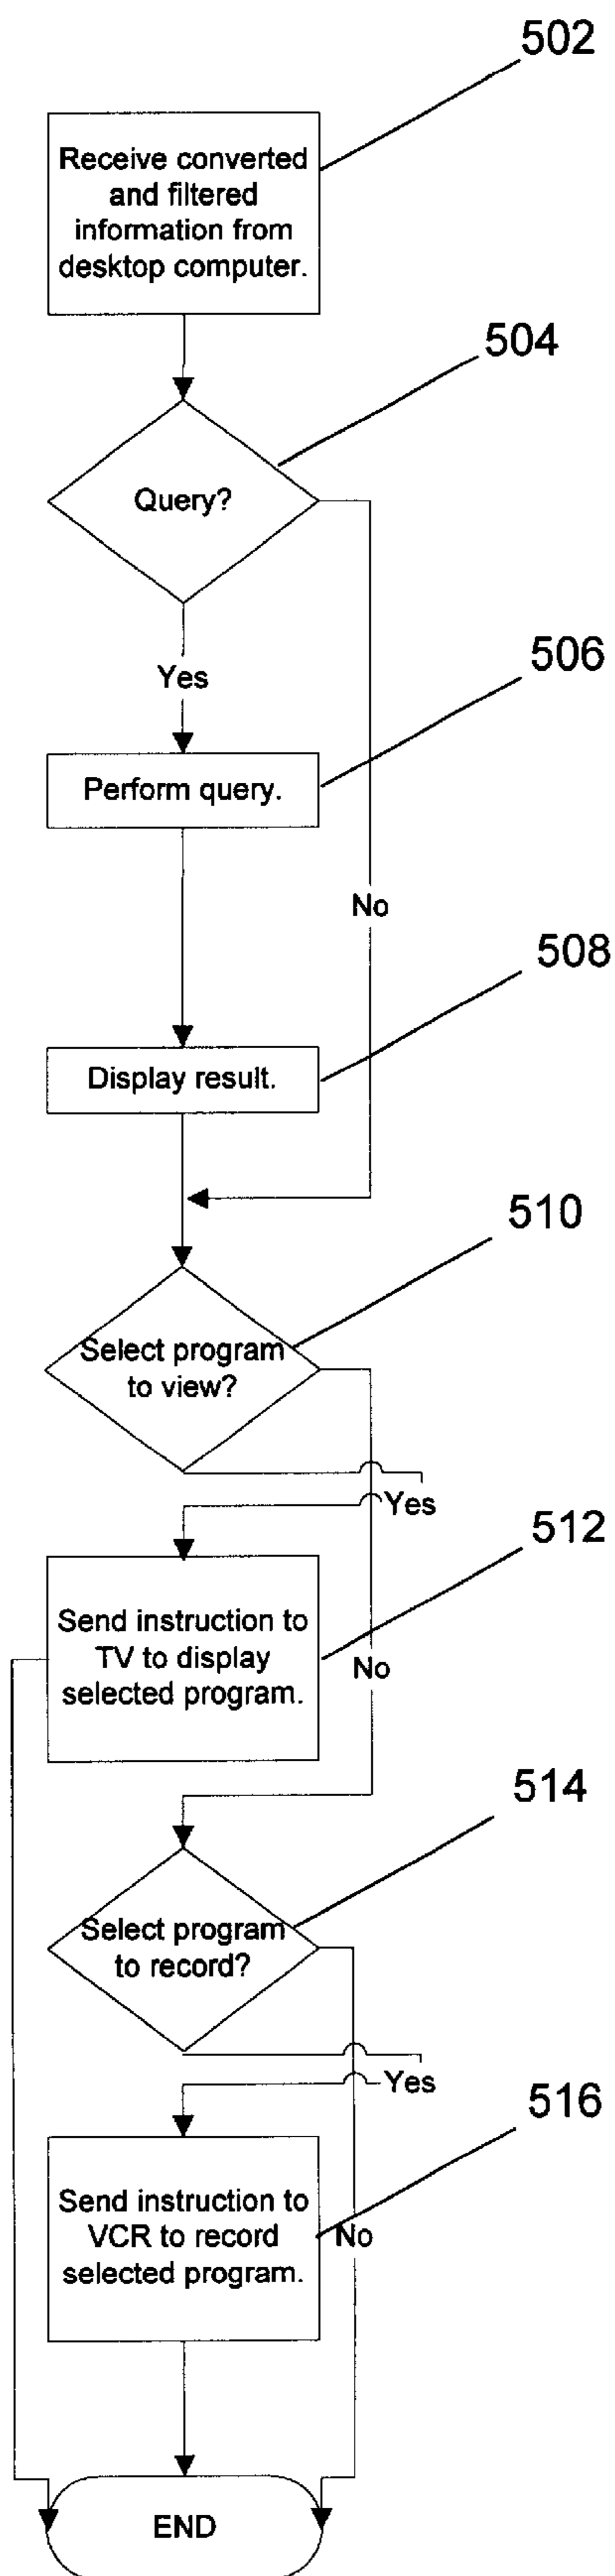 502
Receive converted
and filtered
information from
desktop computer.
504
Query?
Yes
506
Perform query.
No
508
Display result.
510
Select program
to view?
Yes
512
Send instruction to
TV to display
selected program.
No
514
Select program
to record?
Yes
516
Send instruction to
VCR to record
selected program.
No
END